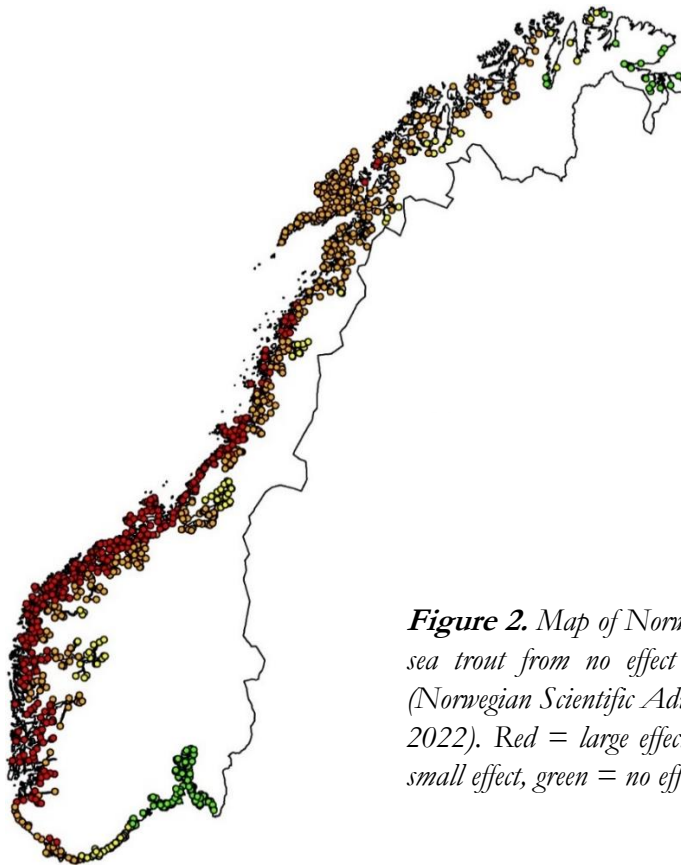 Figure 2. Map of Norw
sea trout from no effect
(Norwegian Scientific Ad
2022). Red = large effec
small effect, green = no eff